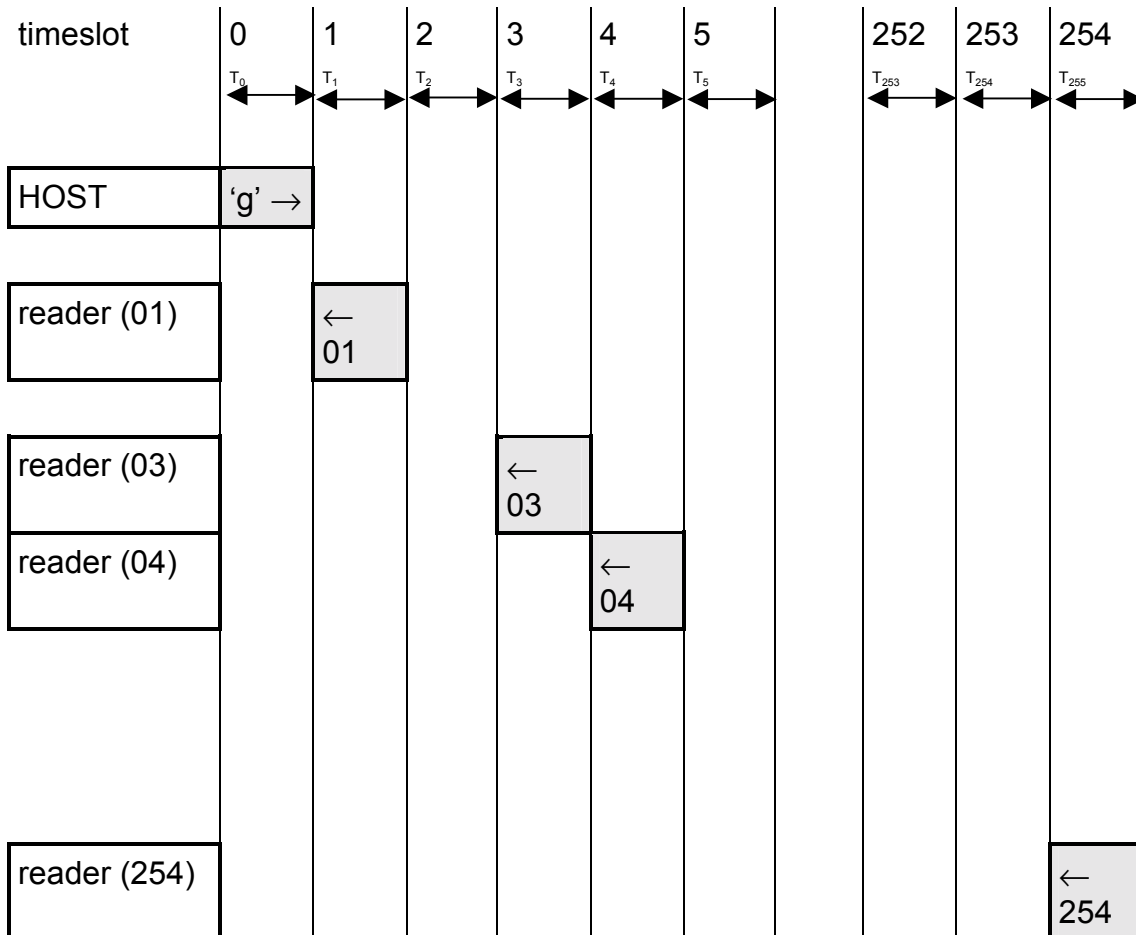 timeslot 0 1 2 3 4 5 252 253 254
T₀ T₁ T₂ T₃ T₄ T₅ T₂₅₃ T₂₅₄ T₂₅₅
HOST ‘g’ →
reader (01) ←
01
reader (03) ←
03
reader (04) ←
04
reader (254) ←
254